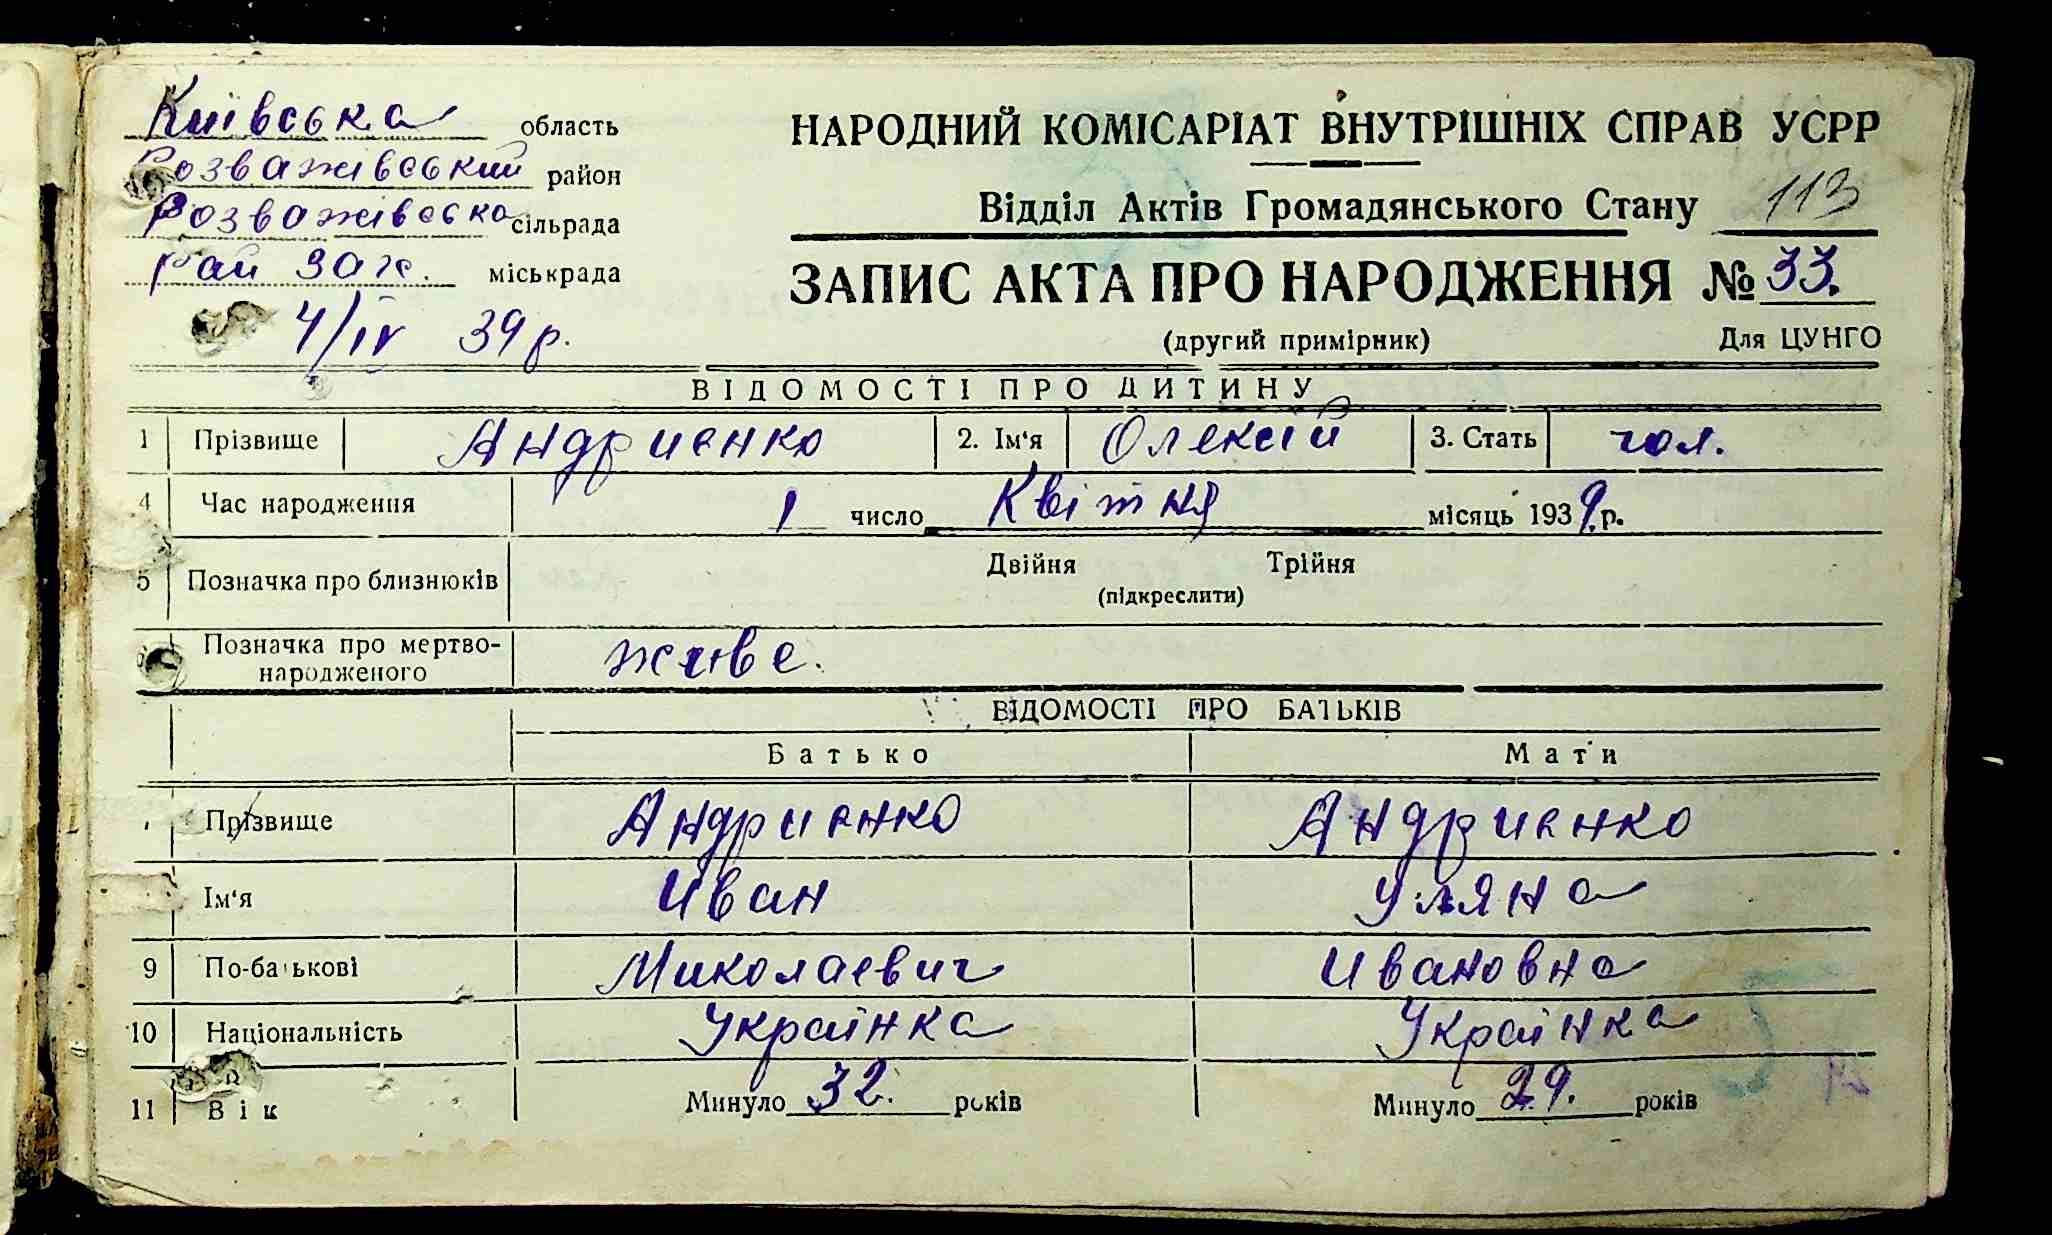 Київська область
Розважівський район
Розважівська сільрада
рай заг. міськрада
4/IV 39 р.
НАРОДНИЙ КОМІСАРІАТ ВНУТРІШНІХ СПРАВ УСРР
Відділ Актів Громадянського Стану 113
ЗАПИС АКТА ПРО НАРОДЖЕННЯ № 33.
(другий примірник) Для ЦУНГО
ВІДОМОСТІ ПРО ДИТИНУ
1 Прізвище Андриенко 2. Ім'я Олексій 3. Стать чол.
4 Час народження 1 число Квітня місяць 1939 р.
5 Позначка про близнюків Двійня Трійня
(підкреслити)
Позначка про мертво-
народженого живе.
ВІДОМОСТІ ПРО БАТЬКІВ
Батько Мати
Прізвище Андриенко Андриенко
Ім'я Иван Уляна
9 По-батькові Миколаевич Ивановна
10 Національність Українка Українка
11 Вік Минуло 32. років Минуло 29. років